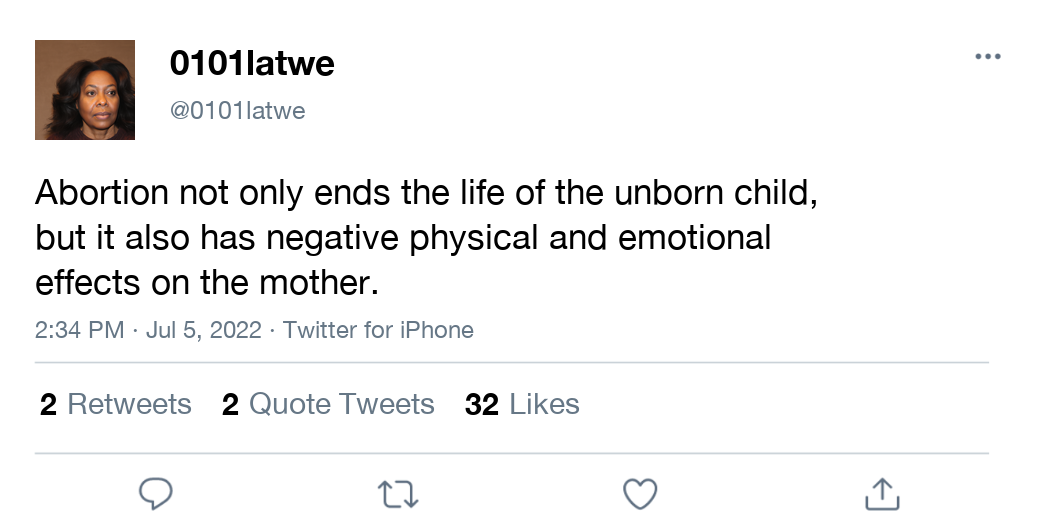 0101latwe
@0101latwe
Abortion not only ends the life of the unborn child,
but it also has negative physical and emotional
effects on the mother.
2:34 PM · Jul 5, 2022 · Twitter for iPhone
2 Retweets 2 Quote Tweets 32 Likes